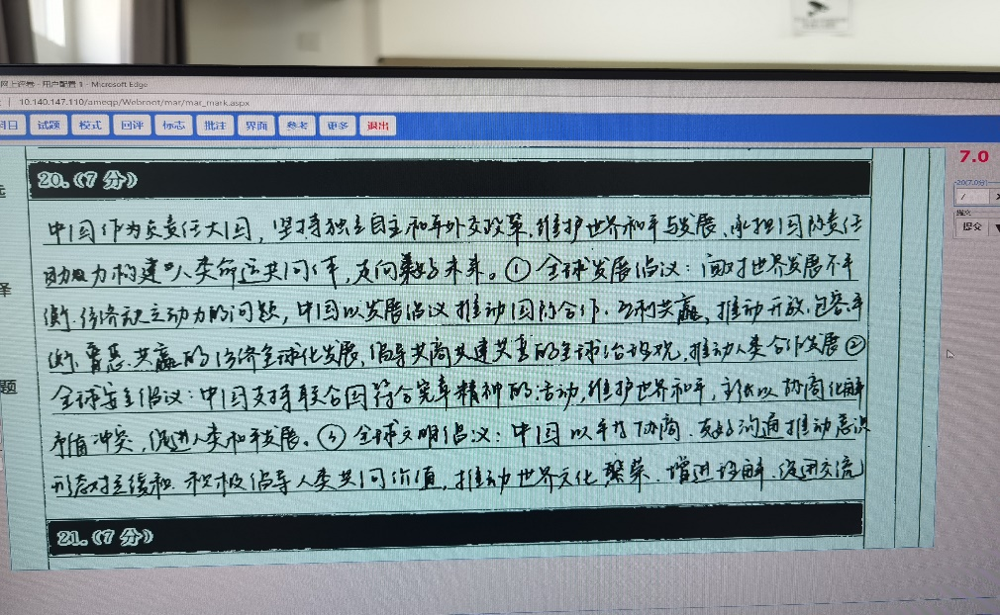 网上评卷 - 用户配置 1 - Microsoft Edge
10.140.147.110/ameqp/Webroot/mar/mar_mark.aspx
科目 试题 模式 回评 标志 批注 界面 参考 更多 退出
7.0
20.(7分)
提交
中国作为负责任大国，坚持独立自主和平外交政策，维护世界和平与发展、承担国际责任
助力构建人类命运共同体，走向美好未来。①全球发展倡议：面对世界发展不平
衡、经济缺乏动力的问题，中国以发展倡议推动国际合作、互利共赢，推动开放、包容、平
衡、普惠、共赢的经济全球化发展，倡导共商共建共享的全球治理观，推动人类合作发展②
全球安全倡议：中国支持联合国符合宪章精神的活动，维护世界和平，主张以协商化解
矛盾冲突，促进人类和平发展。③全球文明倡议：中国以平等协商、友好沟通推动意识
形态对立缓和，积极倡导人类共同价值，推动世界文化繁荣、增进理解、促进交流
择
题
21.(7分)